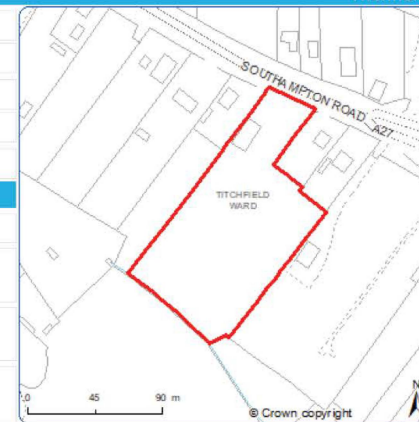 SOUTHAMPTON ROAD A27
TITCHFIELD
WARD
0 45 90 m
N
© Crown copyright